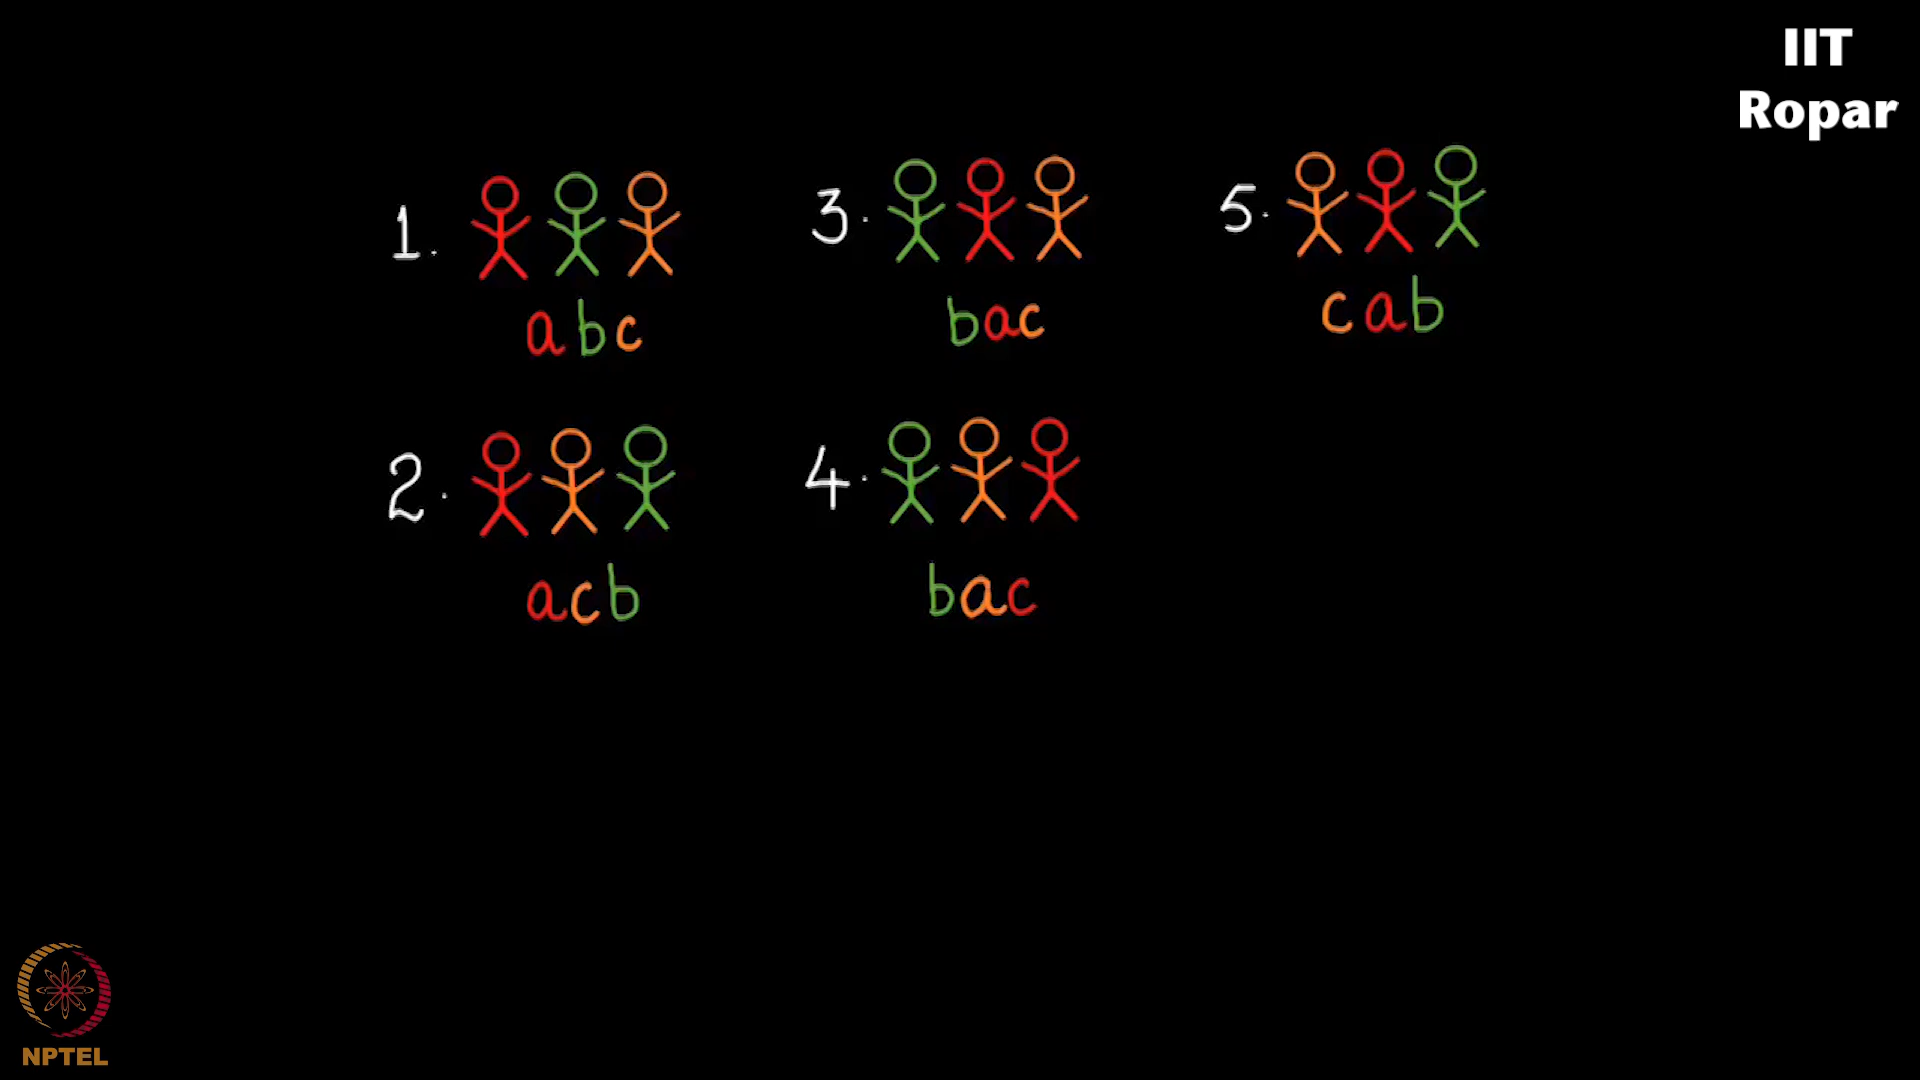 IIT
Ropar
1.
abc
2.
acb
3.
bac
4.
bac
5.
cab
NPTEL